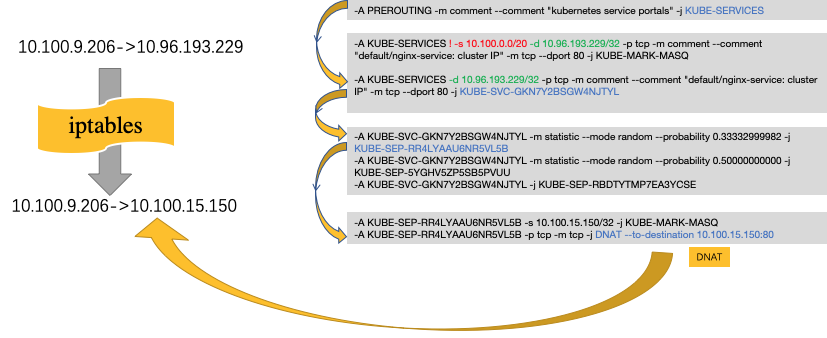 -A PREROUTING -m comment --comment "kubernetes service portals" -j KUBE-SERVICES
10.100.9.206->10.96.193.229
-A KUBE-SERVICES ! -s 10.100.0.0/20 -d 10.96.193.229/32 -p tcp -m comment --comment
"default/nginx-service: cluster IP" -m tcp --dport 80 -j KUBE-MARK-MASQ
-A KUBE-SERVICES -d 10.96.193.229/32 -p tcp -m comment --comment "default/nginx-service: cluster
IP" -m tcp --dport 80 -j KUBE-SVC-GKN7Y2BSGW4NJTYL
iptables
-A KUBE-SVC-GKN7Y2BSGW4NJTYL -m statistic --mode random --probability 0.33332999982 -j
KUBE-SEP-RR4LYAAU6NR5VL5B
-A KUBE-SVC-GKN7Y2BSGW4NJTYL -m statistic --mode random --probability 0.50000000000 -j
KUBE-SEP-5YGHV5ZP5SB5PVUU
-A KUBE-SVC-GKN7Y2BSGW4NJTYL -j KUBE-SEP-RBDTYTMP7EA3YCSE
10.100.9.206->10.100.15.150
-A KUBE-SEP-RR4LYAAU6NR5VL5B -s 10.100.15.150/32 -j KUBE-MARK-MASQ
-A KUBE-SEP-RR4LYAAU6NR5VL5B -p tcp -m tcp -j DNAT --to-destination 10.100.15.150:80
DNAT